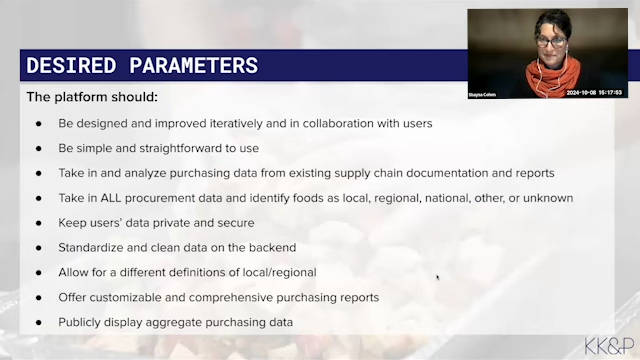 DESIRED PARAMETERS
The platform should:
● Be designed and improved iteratively and in collaboration with users
● Be simple and straightforward to use
● Take in and analyze purchasing data from existing supply chain documentation and reports
● Take in ALL procurement data and identify foods as local, regional, national, other, or unknown
● Keep users’ data private and secure
● Standardize and clean data on the backend
● Allow for a different definitions of local/regional
● Offer customizable and comprehensive purchasing reports
● Publicly display aggregate purchasing data
Shayna Cohen
2024-10-08 15:17:53
KK&P